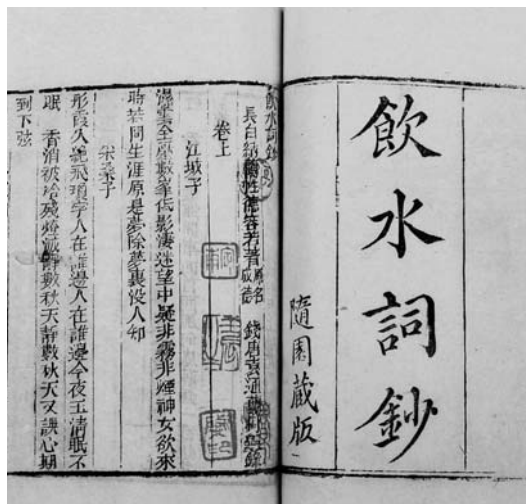 飲水詞鈔
隨園藏版
飲水詞鈔
長白納蘭性德容若著 原名成德 錢唐袁通
卷上
江城子
濕雲全壓數峯低影淒迷望中疑非霧非煙神女欲來
時若問生涯原是夢除夢裏沒人知
采桑子
彤霞久絕飛瓊字人在誰邊人在誰邊今夜玉清眠不
眠 香消被冷殘燈滅靜數秋天靜數秋天又誤心期
到下弦